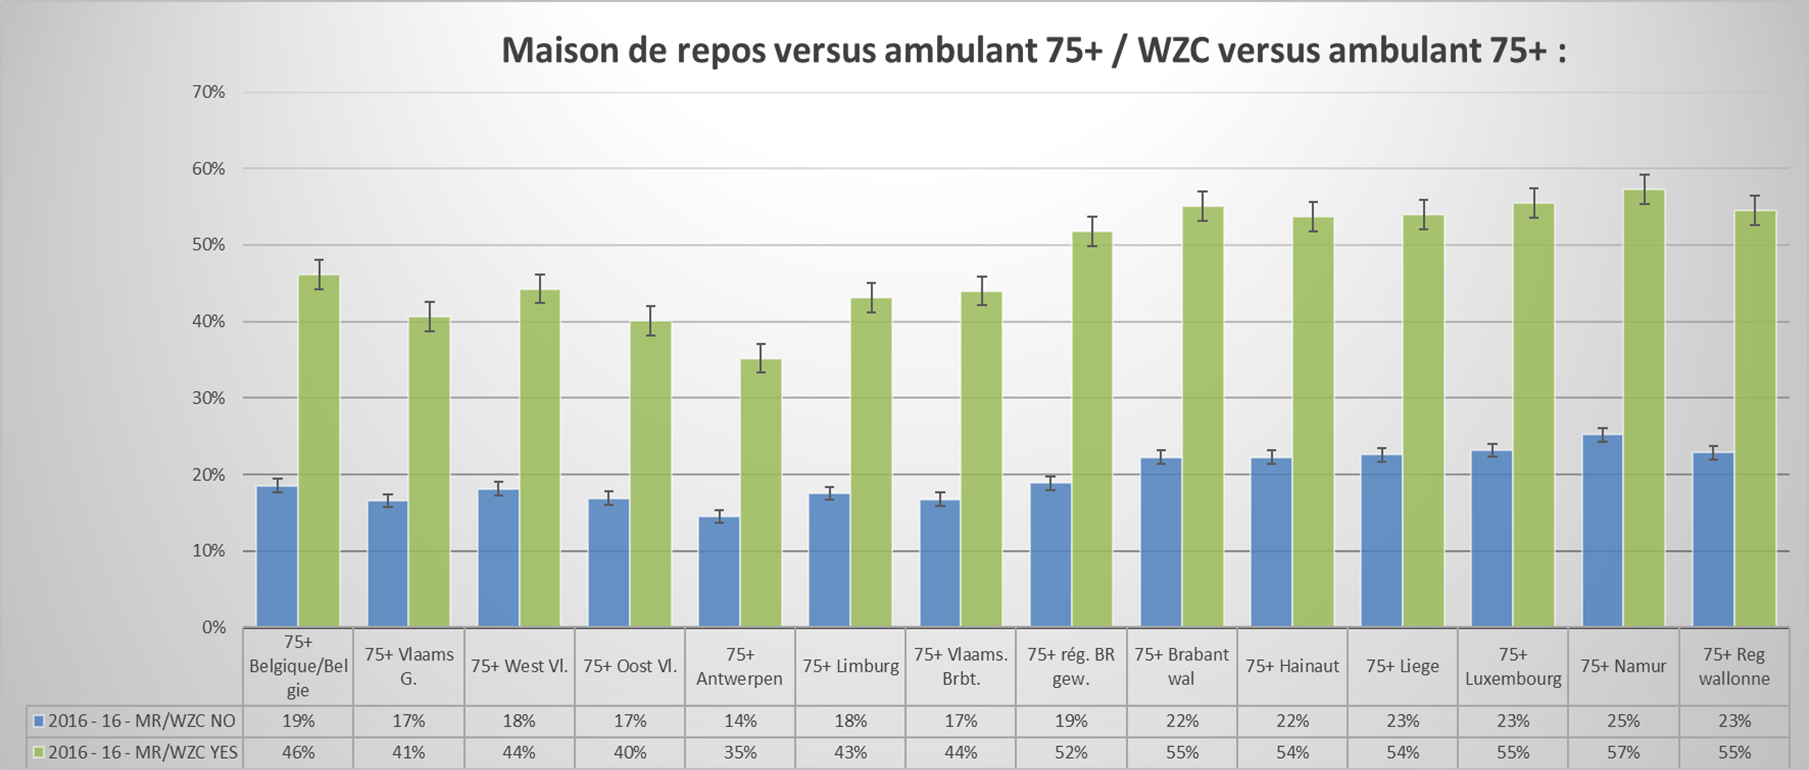 Maison de repos versus ambulant 75+ / WZC versus ambulant 75+ :
70%
60%
50%
40%
30%
20%
10%
0%
75+ Belgique/Bel gie
75+ Vlaams G.
75+ West Vl.
75+ Oost Vl.
75+ Antwerpen
75+ Limburg
75+ Vlaams. Brbt.
75+ rég. BR gew.
75+ Brabant wal
75+ Hainaut
75+ Liege
75+ Luxembourg
75+ Namur
75+ Reg wallonne
2016 - 16 - MR/WZC NO 19% 17% 18% 17% 14% 18% 17% 19% 22% 22% 23% 23% 25% 23%
2016 - 16 - MR/WZC YES 46% 41% 44% 40% 35% 43% 44% 52% 55% 54% 54% 55% 57% 55%